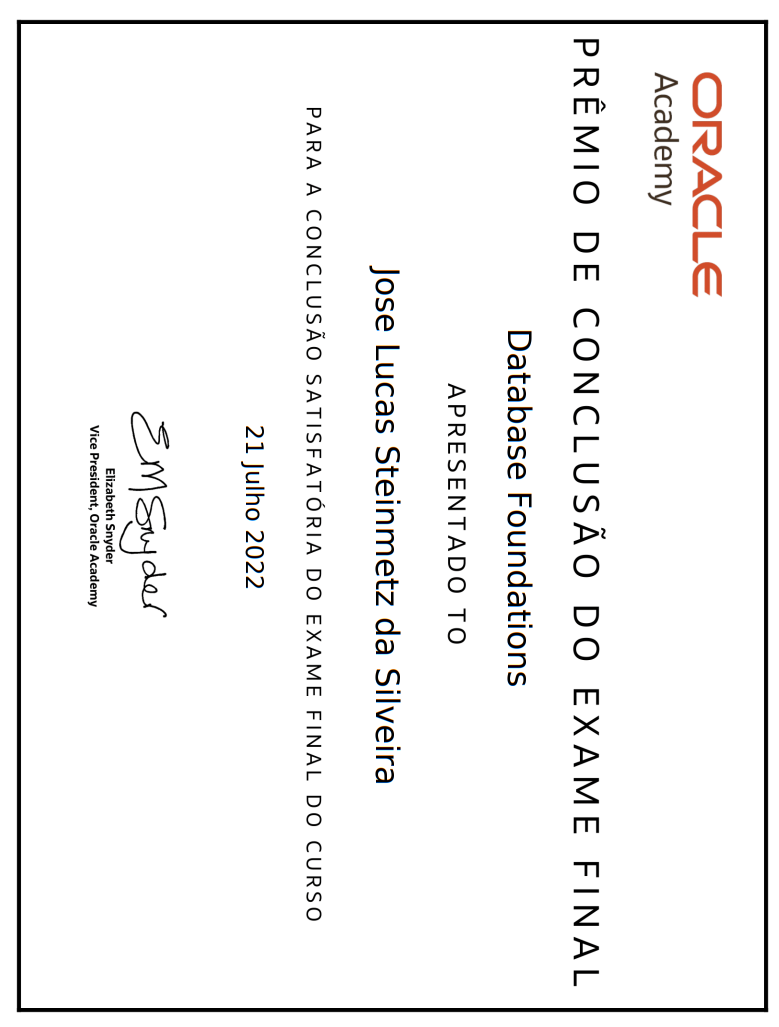 ORACLE
Academy
PRÊMIO DE CONCLUSÃO DO EXAME FINAL
Database Foundations
APRESENTADO TO
Jose Lucas Steinmetz da Silveira
PARA A CONCLUSÃO SATISFATÓRIA DO EXAME FINAL DO CURSO
21 Julho 2022
EMSnyder
Elizabeth Snyder
Vice President, Oracle Academy